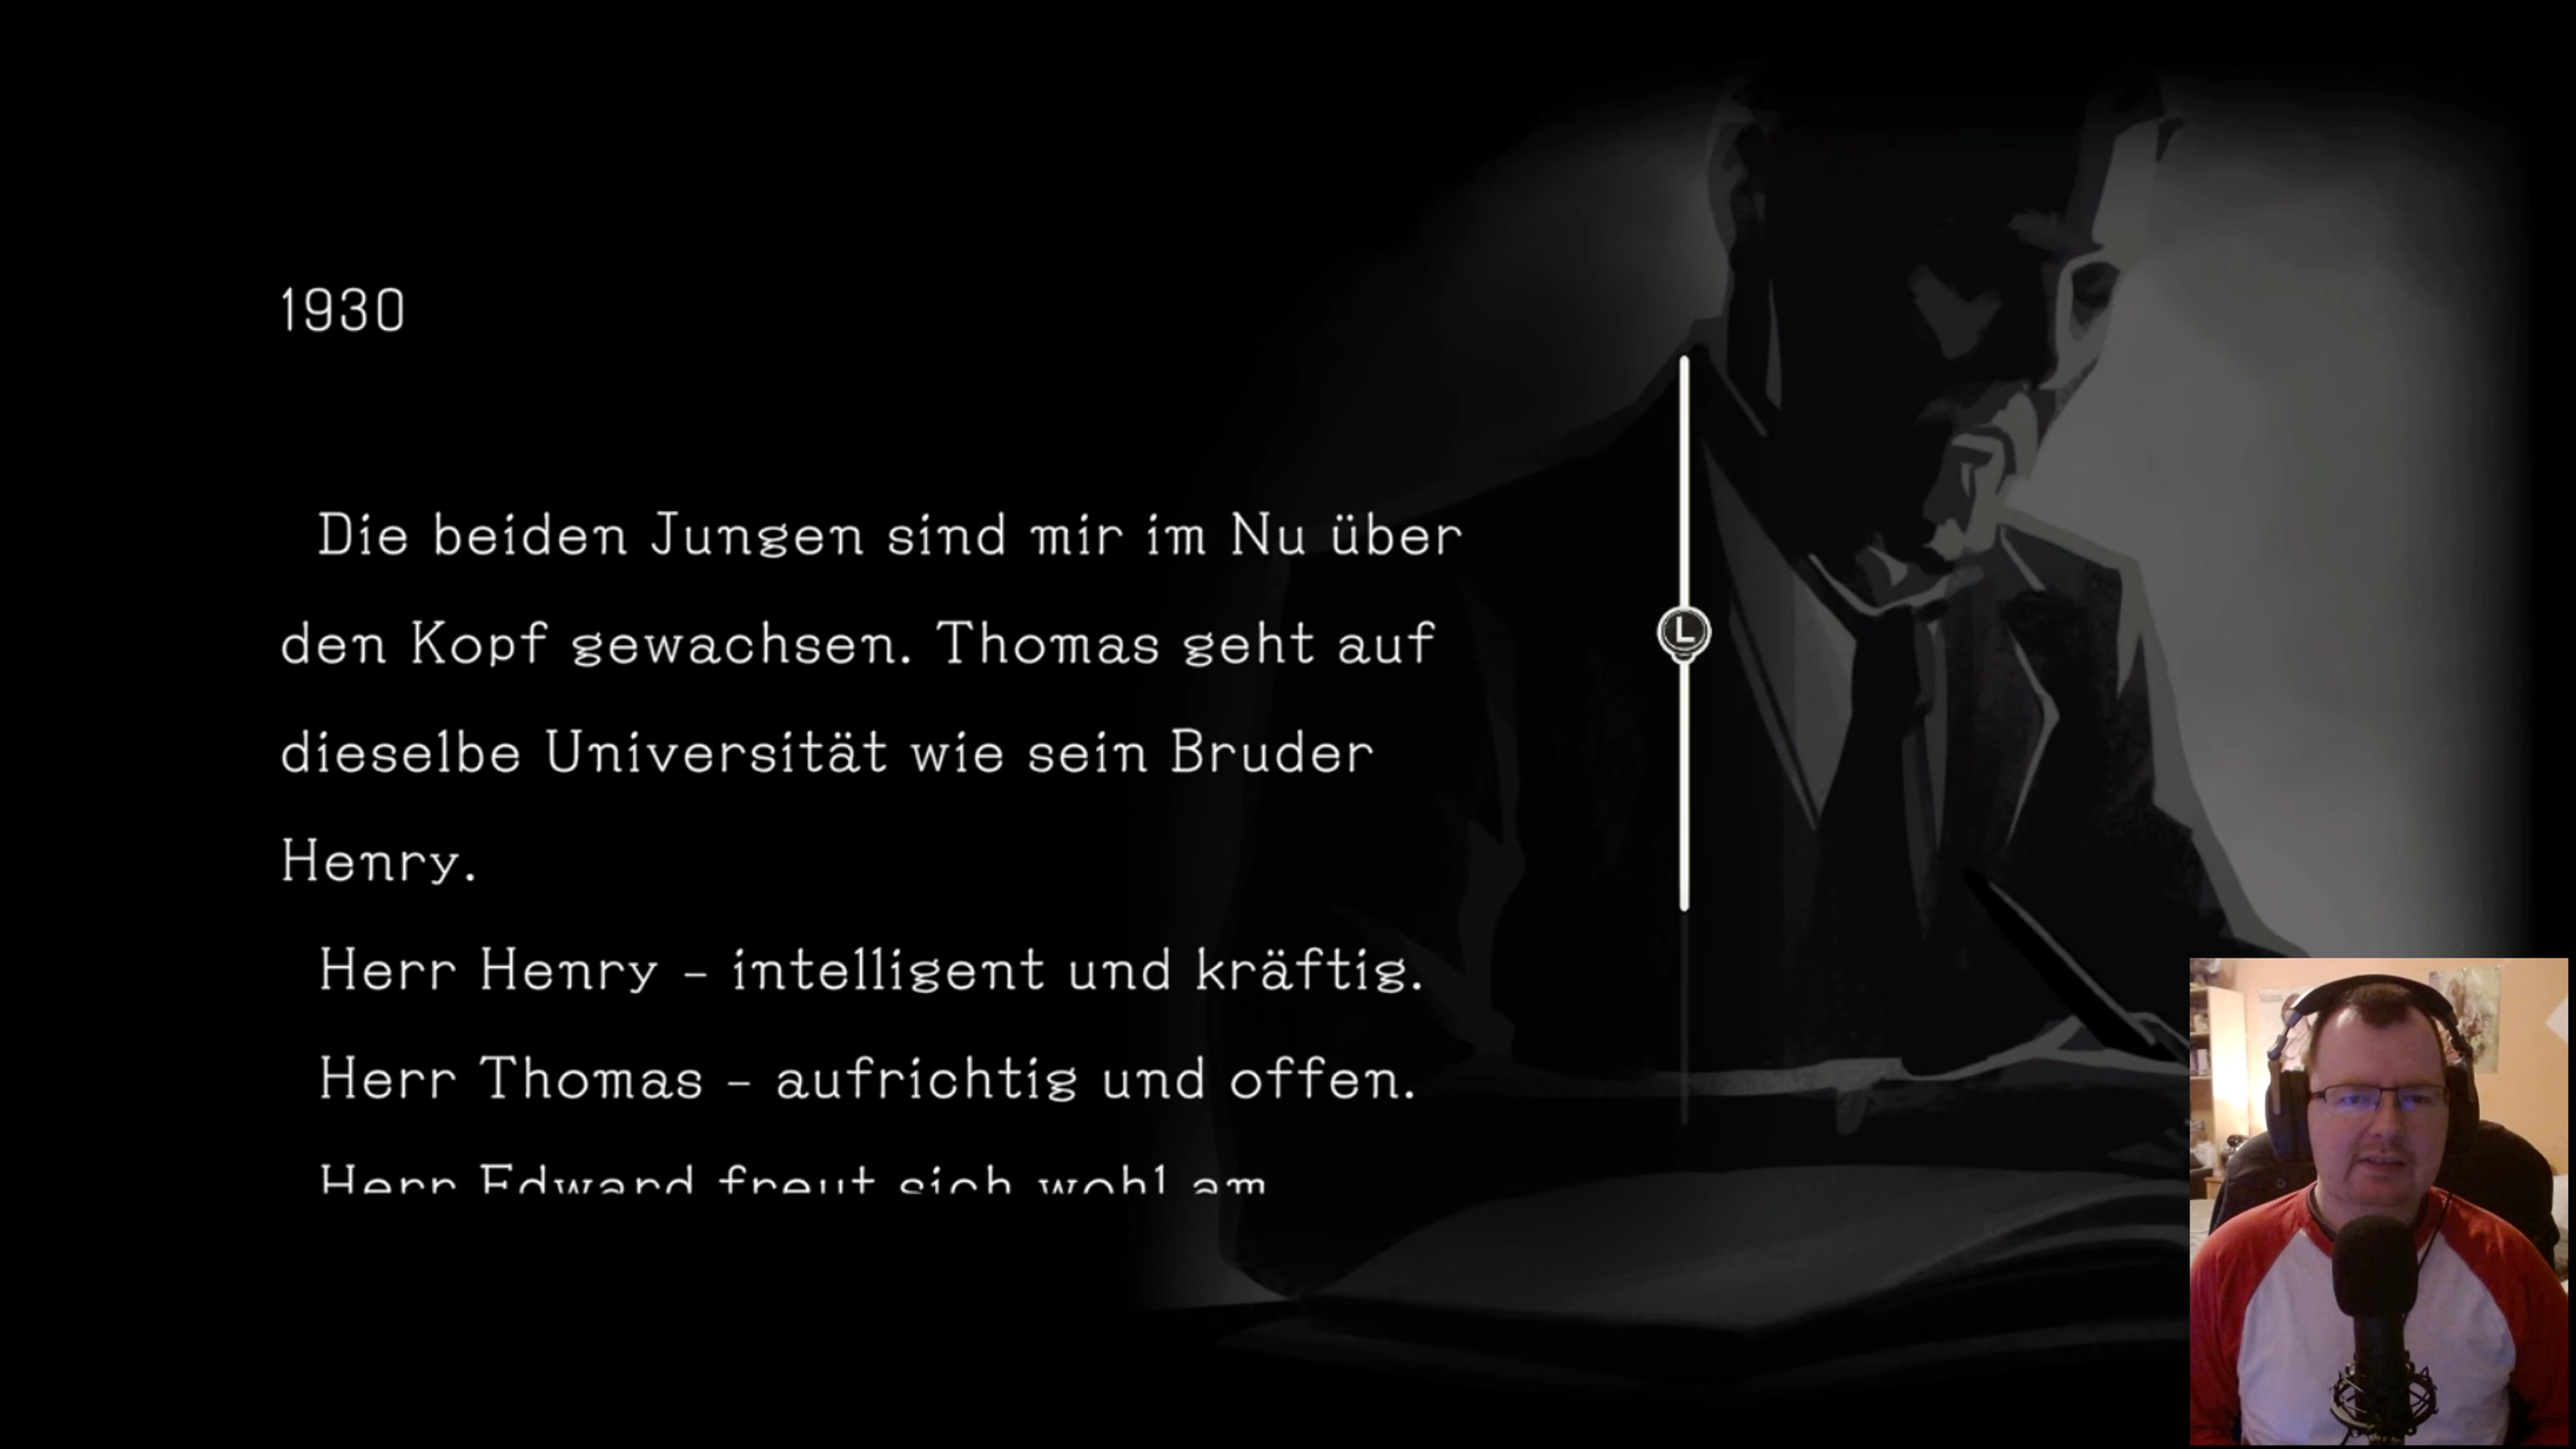 1930
Die beiden Jungen sind mir im Nu über
den Kopf gewachsen. Thomas geht auf
dieselbe Universität wie sein Bruder
Henry.
Herr Henry – intelligent und kräftig.
Herr Thomas – aufrichtig und offen.
Herr Edward freut sich wohl am
L